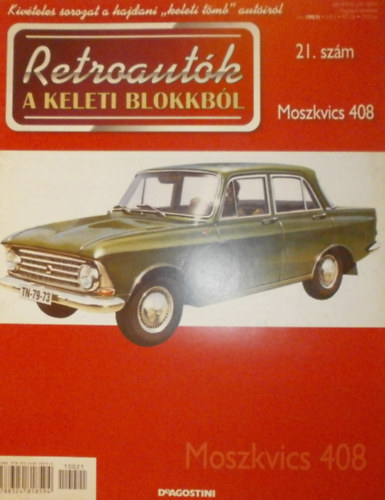 Kivételes sorozat a hajdani „keleti tömb" autóiról
Retroautók
A KELETI BLOKKBÓL
21. szám
Moszkvics 408
TN-79-73
Moszkvics 408
10021
DEAGOSTINI